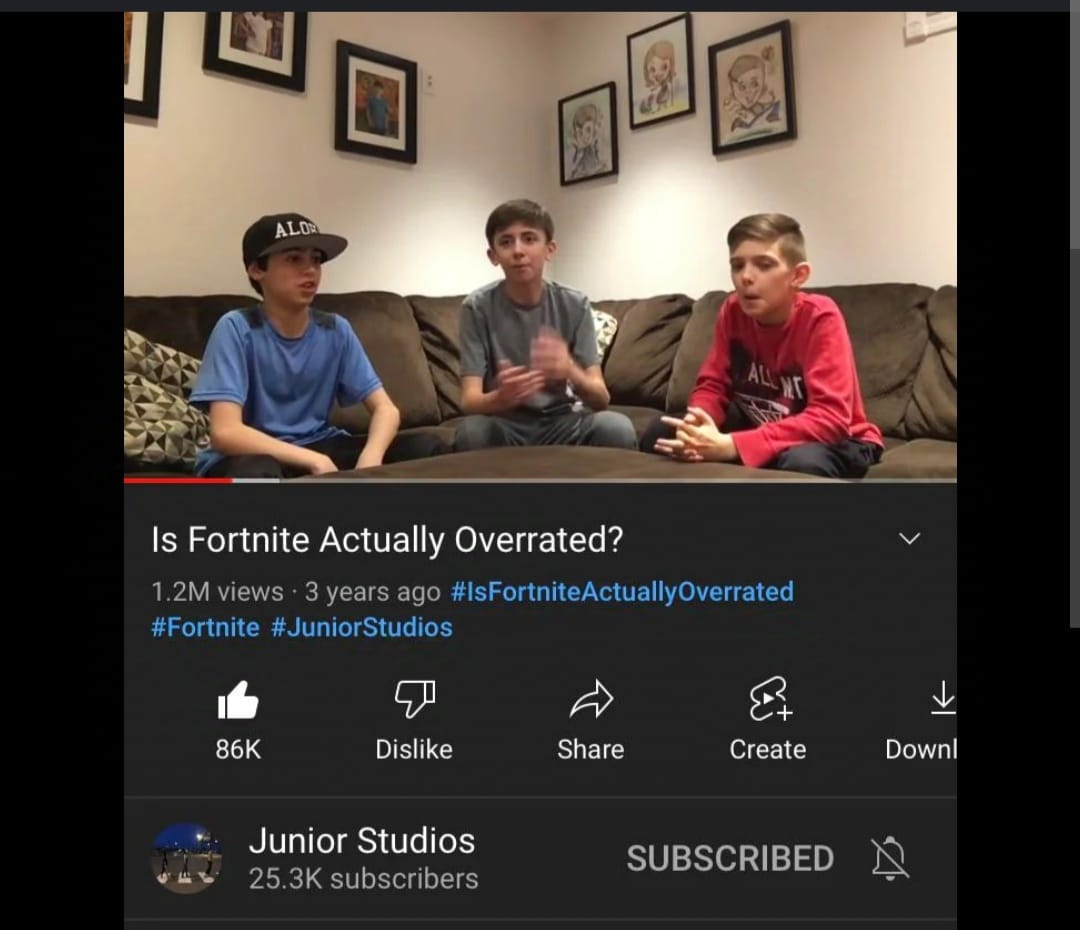 ALOH
Is Fortnite Actually Overrated?
1.2M views · 3 years ago #IsFortniteActuallyOverrated
#Fortnite #JuniorStudios
86K
Dislike
Share
Create
Downl
Junior Studios
25.3K subscribers
SUBSCRIBED